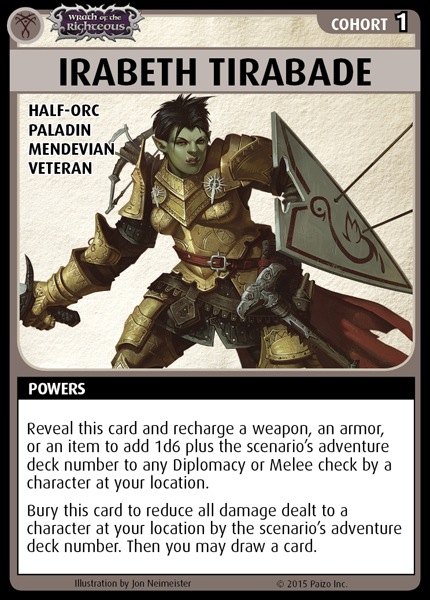 Wrath of the
Righteous
COHORT 1
IRABETH TIRABADE
HALF-ORC
PALADIN
MENDEVIAN
VETERAN
POWERS
Reveal this card and recharge a weapon, an armor,
or an item to add 1d6 plus the scenario's adventure
deck number to any Diplomacy or Melee check by a
character at your location.
Bury this card to reduce all damage dealt to a
character at your location by the scenario's adventure
deck number. Then you may draw a card.
Illustration by Jon Neimeister © 2015 Paizo Inc.